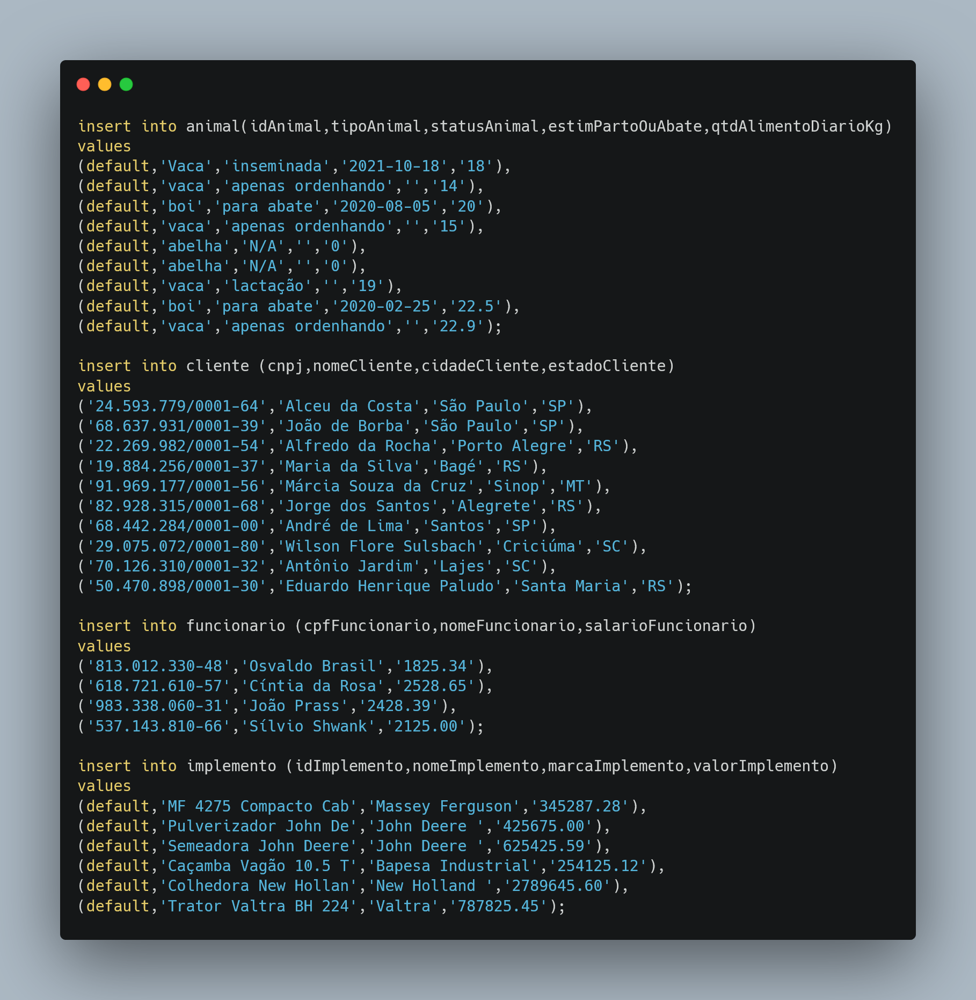 insert into animal(idAnimal,tipoAnimal,statusAnimal,estimPartoOuAbate,qtdAlimentoDiarioKg)
values
(default,'Vaca','inseminada','2021-10-18','18'),
(default,'vaca','apenas ordenhando','','14'),
(default,'boi','para abate','2020-08-05','20'),
(default,'vaca','apenas ordenhando','','15'),
(default,'abelha','N/A','','0'),
(default,'abelha','N/A','','0'),
(default,'vaca','lactação','','19'),
(default,'boi','para abate','2020-02-25','22.5'),
(default,'vaca','apenas ordenhando','','22.9');

insert into cliente (cnpj,nomeCliente,cidadeCliente,estadoCliente)
values
('24.593.779/0001-64','Alceu da Costa','São Paulo','SP'),
('68.637.931/0001-39','João de Borba','São Paulo','SP'),
('22.269.982/0001-54','Alfredo da Rocha','Porto Alegre','RS'),
('19.884.256/0001-37','Maria da Silva','Bagé','RS'),
('91.969.177/0001-56','Márcia Souza da Cruz','Sinop','MT'),
('82.928.315/0001-68','Jorge dos Santos','Alegrete','RS'),
('68.442.284/0001-00','André de Lima','Santos','SP'),
('29.075.072/0001-80','Wilson Flore Sulsbach','Criciúma','SC'),
('70.126.310/0001-32','Antônio Jardim','Lajes','SC'),
('50.470.898/0001-30','Eduardo Henrique Paludo','Santa Maria','RS');

insert into funcionario (cpfFuncionario,nomeFuncionario,salarioFuncionario)
values
('813.012.330-48','Osvaldo Brasil','1825.34'),
('618.721.610-57','Cíntia da Rosa','2528.65'),
('983.338.060-31','João Prass','2428.39'),
('537.143.810-66','Sílvio Shwank','2125.00');

insert into implemento (idImplemento,nomeImplemento,marcaImplemento,valorImplemento)
values
(default,'MF 4275 Compacto Cab','Massey Ferguson','345287.28'),
(default,'Pulverizador John De','John Deere ','425675.00'),
(default,'Semeadora John Deere','John Deere ','625425.59'),
(default,'Caçamba Vagão 10.5 T','Bapesa Industrial','254125.12'),
(default,'Colhedora New Hollan','New Holland ','2789645.60'),
(default,'Trator Valtra BH 224','Valtra','787825.45');